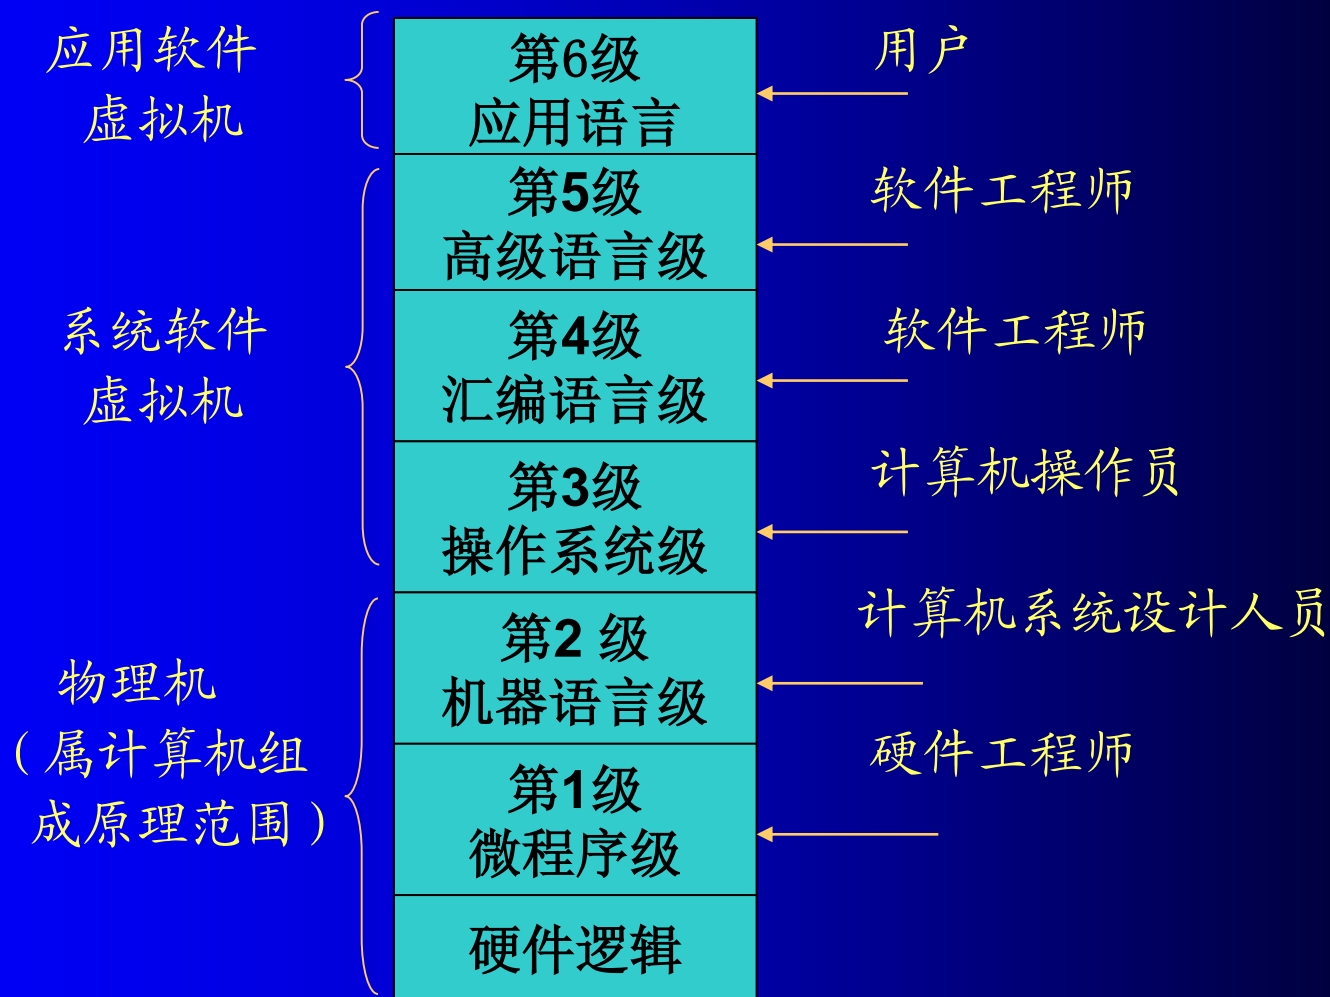 应用软件
虚拟机
第6级
应用语言
用户
第5级
高级语言级
软件工程师
系统软件
虚拟机
第4级
汇编语言级
软件工程师
第3级
操作系统级
计算机操作员
第2 级
机器语言级
计算机系统设计人员
物理机
（属计算机组
成原理范围）
第1级
微程序级
硬件工程师
硬件逻辑